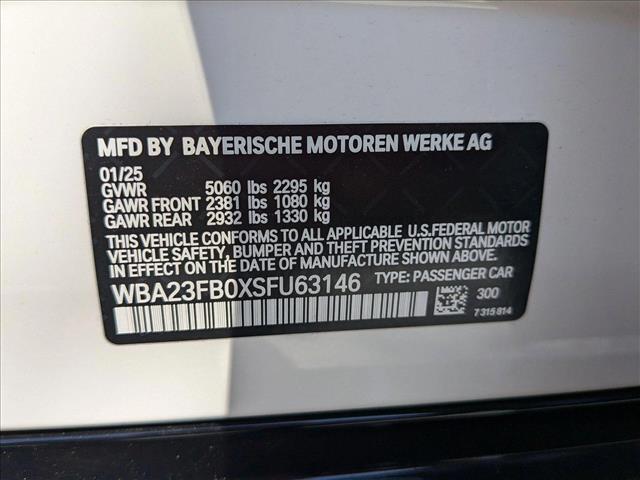 MFD BY BAYERISCHE MOTOREN WERKE AG
01/25
GVWR 5060 lbs 2295 kg
GAWR FRONT 2381 lbs 1080 kg
GAWR REAR 2932 lbs 1330 kg
THIS VEHICLE CONFORMS TO ALL APPLICABLE U.S.FEDERAL MOTOR
VEHICLE SAFETY, BUMPER AND THEFT PREVENTION STANDARDS
IN EFFECT ON THE DATE OF MANUFACTURE SHOWN ABOVE.
WBA23FB0XSFU63146 TYPE: PASSENGER CAR
300
7 315 814